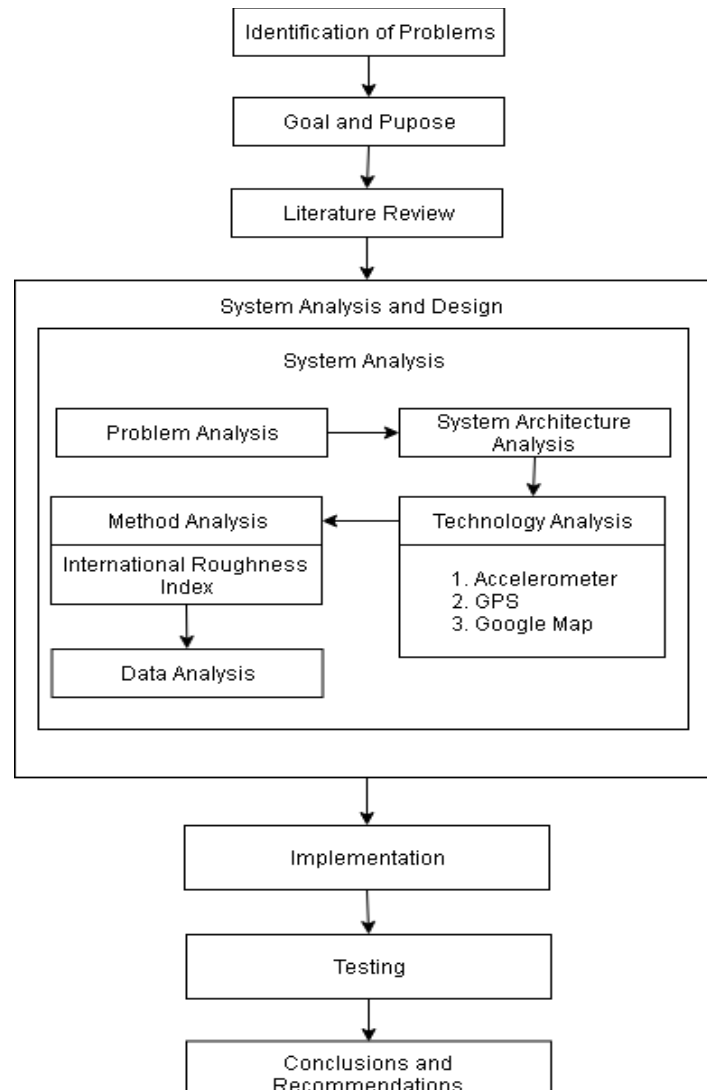 Identification of Problems
Goal and Pupose
Literature Review
System Analysis and Design
System Analysis
Problem Analysis
System Architecture
Analysis
Method Analysis
International Roughness
Index
Technology Analysis
1. Accelerometer
2. GPS
3. Google Map
Data Analysis
Implementation
Testing
Conclusions and
Recommendations